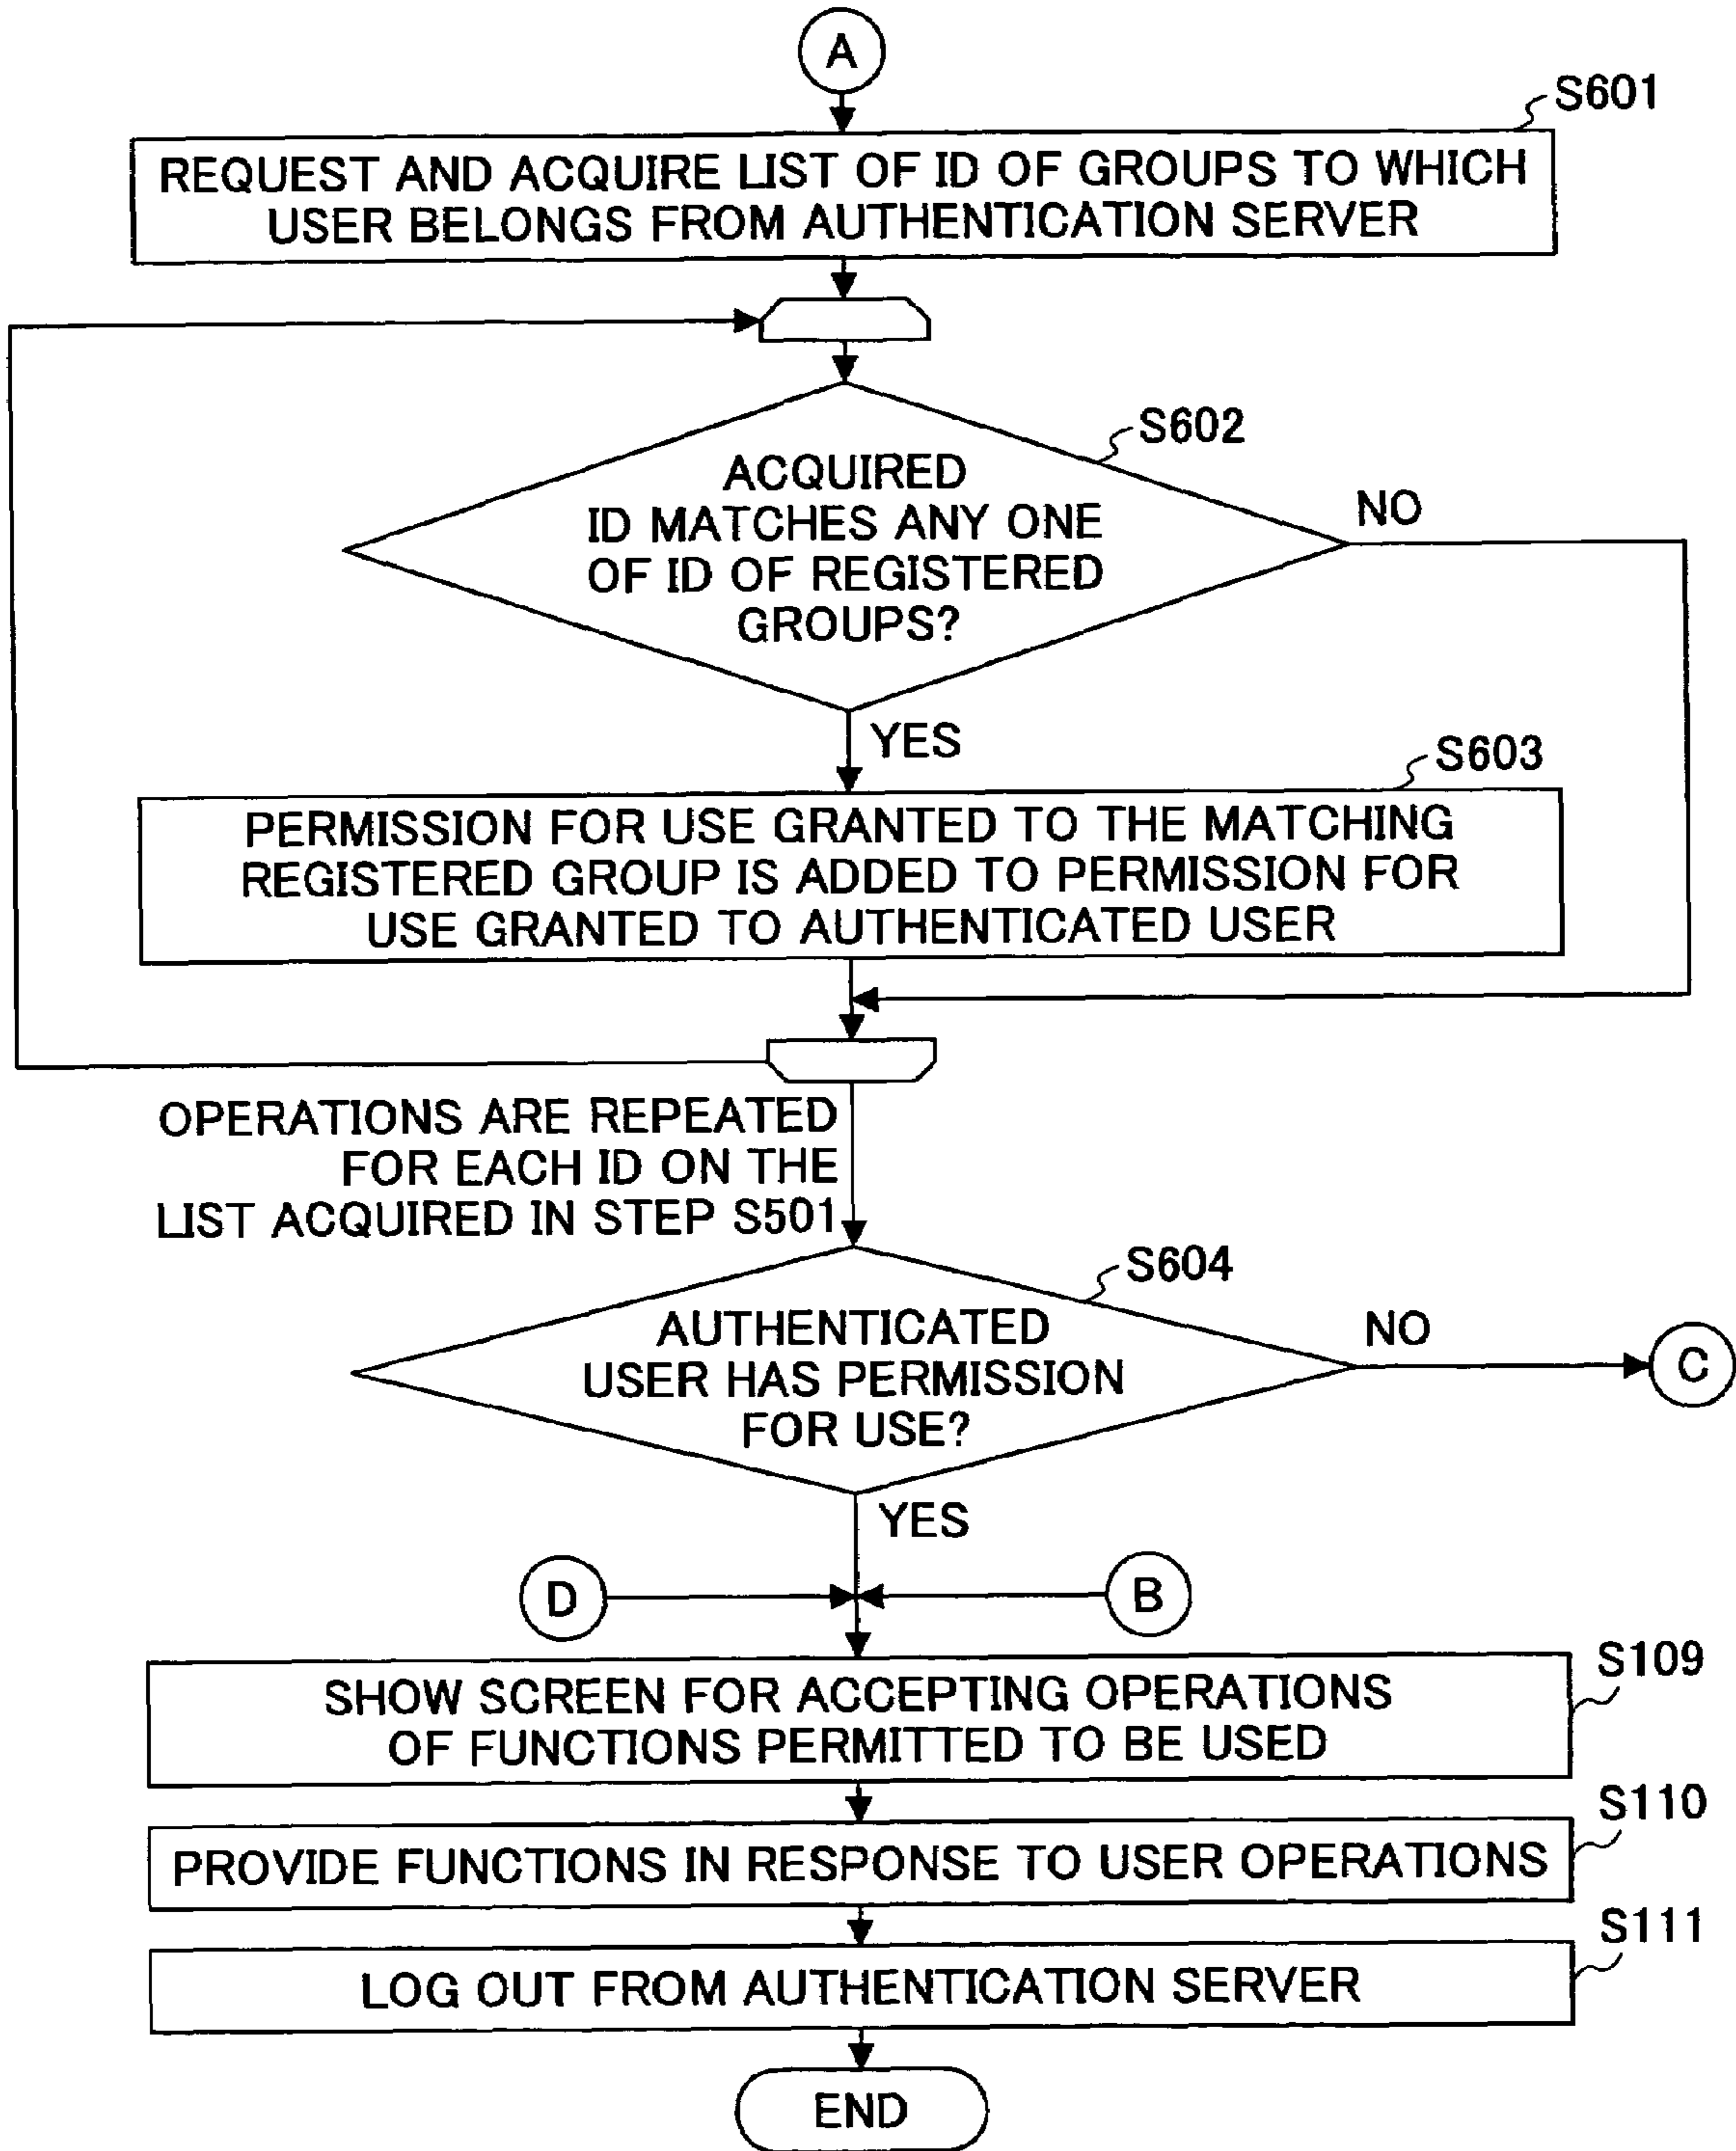 A
S601
REQUEST AND ACQUIRE LIST OF ID OF GROUPS TO WHICH
USER BELONGS FROM AUTHENTICATION SERVER
S602
ACQUIRED
ID MATCHES ANY ONE
OF ID OF REGISTERED
GROUPS?
NO
YES
S603
PERMISSION FOR USE GRANTED TO THE MATCHING
REGISTERED GROUP IS ADDED TO PERMISSION FOR
USE GRANTED TO AUTHENTICATED USER
OPERATIONS ARE REPEATED
FOR EACH ID ON THE
LIST ACQUIRED IN STEP S501
S604
AUTHENTICATED
USER HAS PERMISSION
FOR USE?
NO
C
YES
D
B
S109
SHOW SCREEN FOR ACCEPTING OPERATIONS
OF FUNCTIONS PERMITTED TO BE USED
S110
PROVIDE FUNCTIONS IN RESPONSE TO USER OPERATIONS
S111
LOG OUT FROM AUTHENTICATION SERVER
END